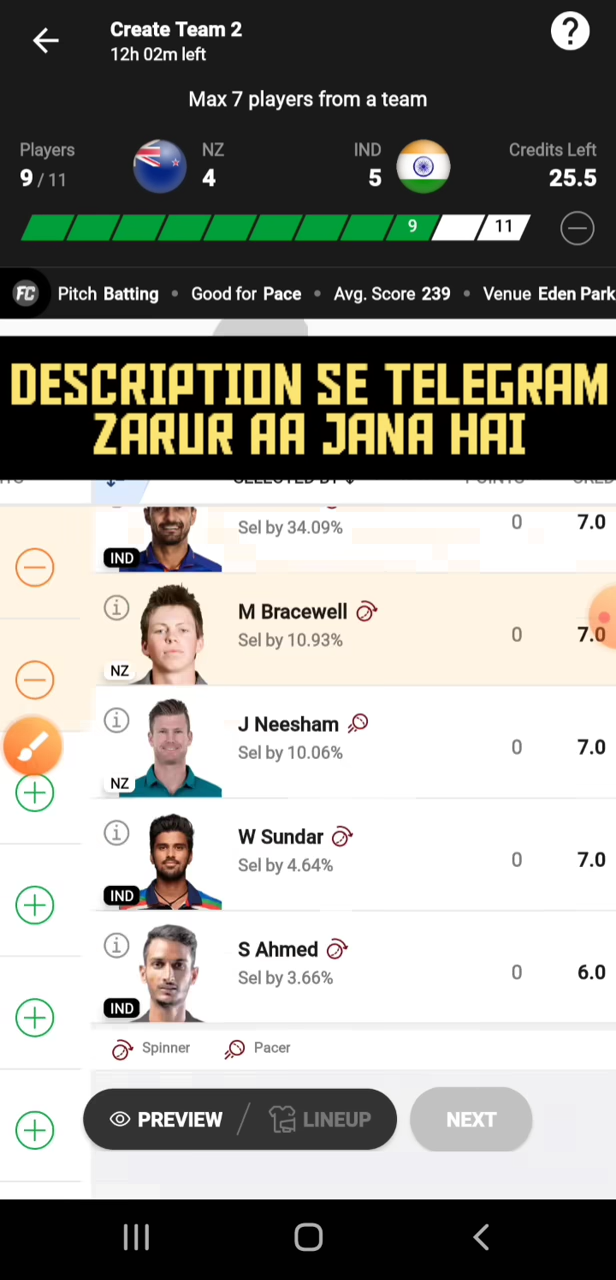 Create Team 2
12h 02m left
?
Max 7 players from a team
Players NZ IND Credits Left
9 / 11 4 5 25.5
9 11
FC Pitch Batting • Good for Pace • Avg. Score 239 • Venue Eden Park
DESCRIPTION SE TELEGRAM
ZARUR AA JANA HAI
SELECTED BY POINTS
Sel by 34.09% 0 7.0
IND
M Bracewell
Sel by 10.93% 0 7.0
NZ
J Neesham
Sel by 10.06% 0 7.0
NZ
W Sundar
Sel by 4.64% 0 7.0
IND
S Ahmed
Sel by 3.66% 0 6.0
IND
Spinner Pacer
PREVIEW / LINEUP NEXT